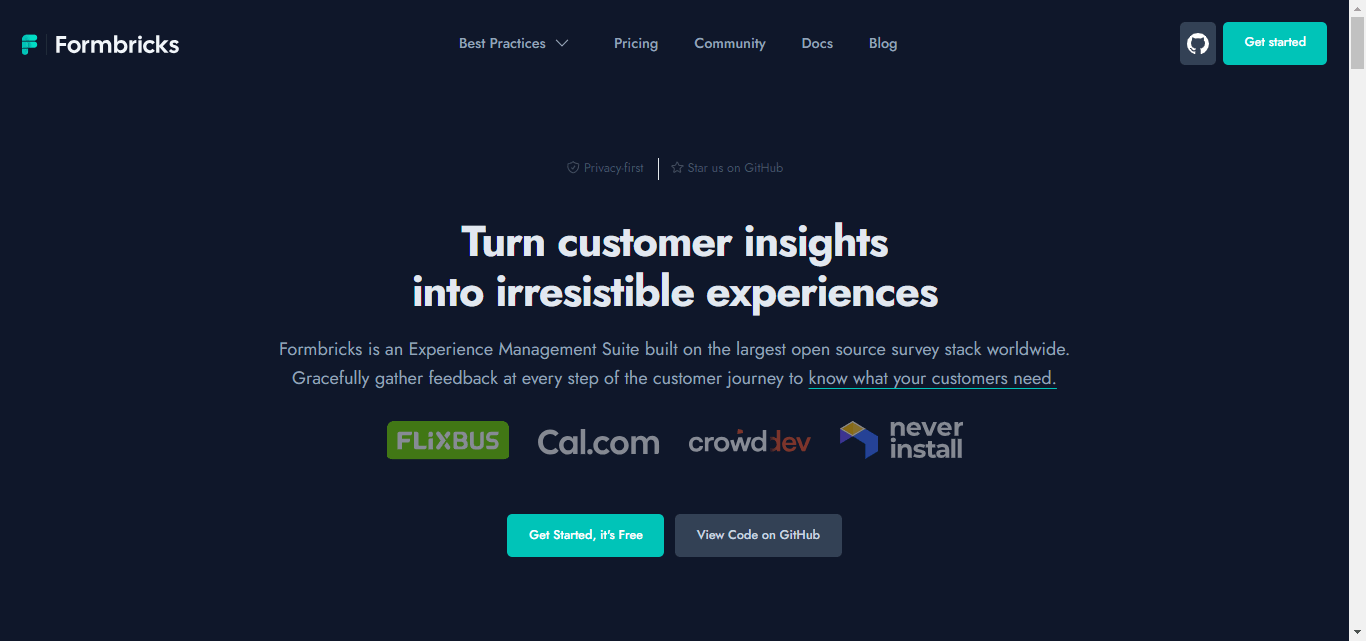 Formbricks
Best Practices
Pricing
Community
Docs
Blog
Get started
Privacy-first
Star us on GitHub
Turn customer insights
into irresistible experiences
Formbricks is an Experience Management Suite built on the largest open source survey stack worldwide.
Gracefully gather feedback at every step of the customer journey to know what your customers need.
FLiXBUS
Cal.com
crowddev
never
install
Get Started, it's Free
View Code on GitHub